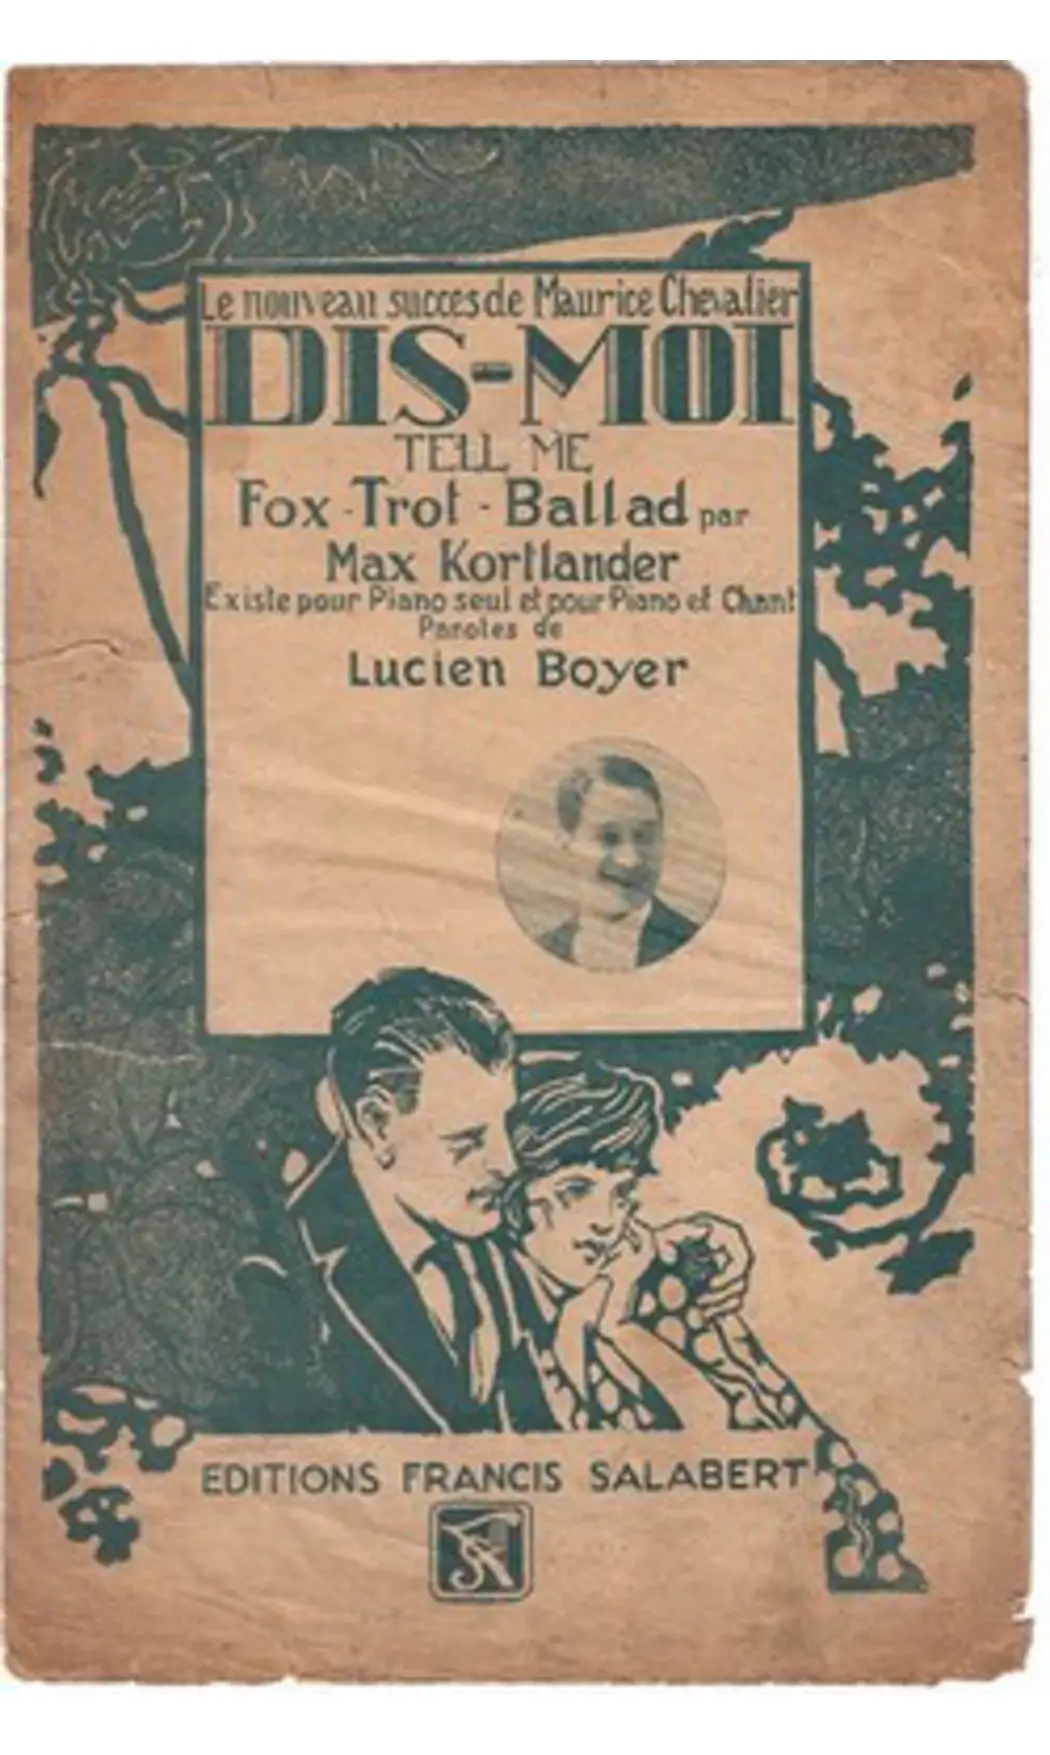 Le nouveau succes de Maurice Chevalier
DIS-MOI
TELL ME
Fox-Trot-Ballad par
Max Kortlander
Existe pour Piano seul et pour Piano et Chant
Paroles de
Lucien Boyer
EDITIONS FRANCIS SALABERT